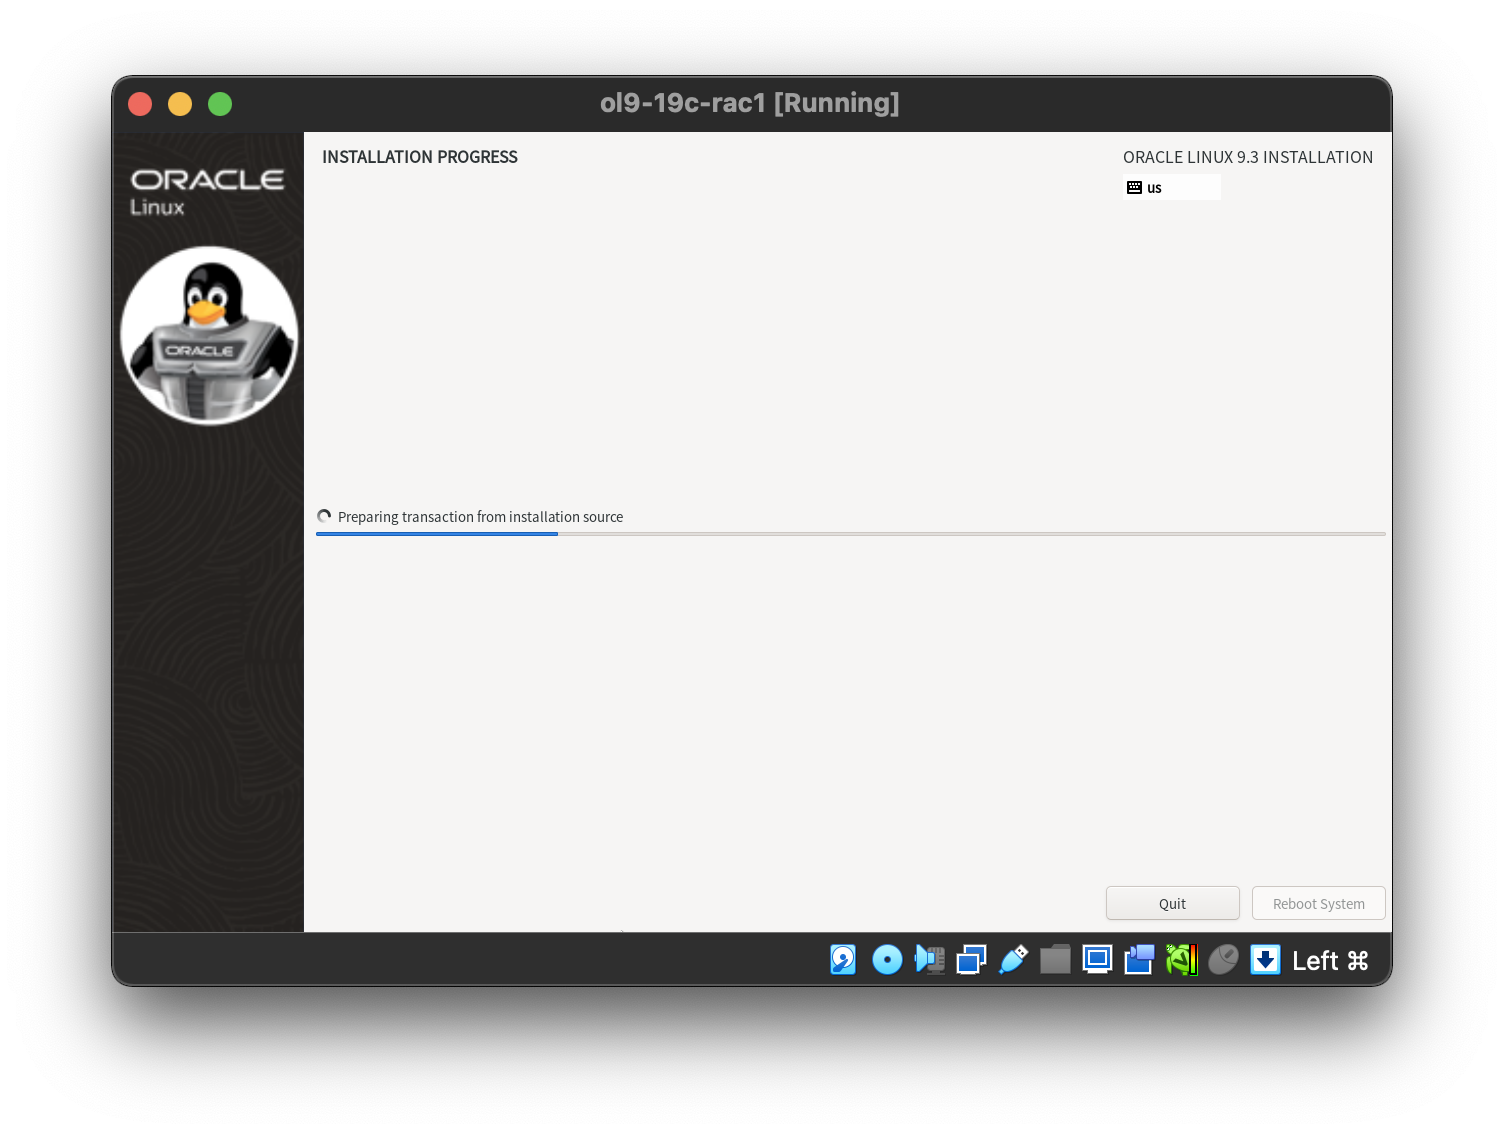 ol9-19c-rac1 [Running]
ORACLE
Linux
ORACLE
INSTALLATION PROGRESS
ORACLE LINUX 9.3 INSTALLATION
us
Preparing transaction from installation source
Quit
Reboot System
Left ⌘